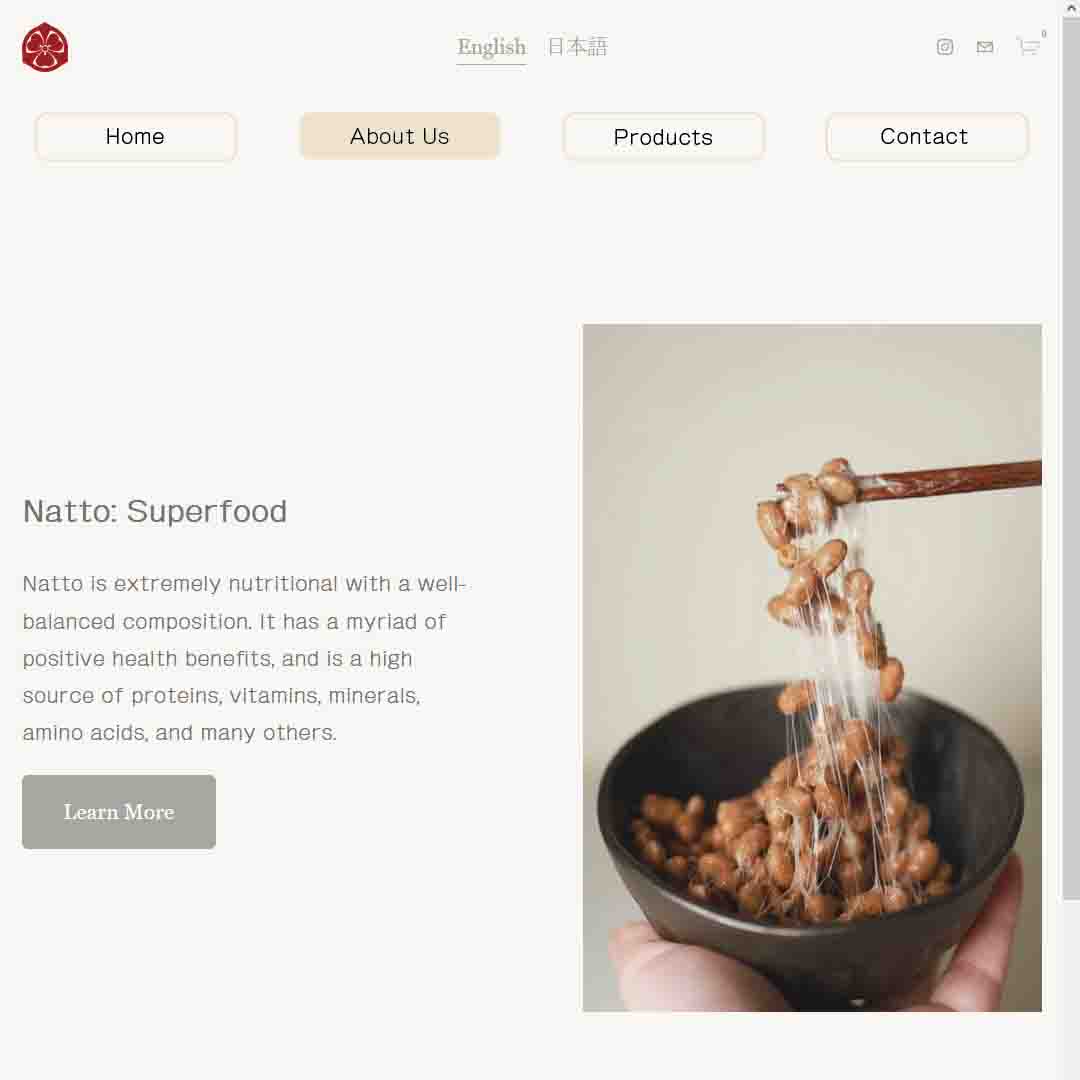 English 日本語
0
Home About Us Products Contact
Natto: Superfood
Natto is extremely nutritional with a well-
balanced composition. It has a myriad of
positive health benefits, and is a high
source of proteins, vitamins, minerals,
amino acids, and many others.
Learn More